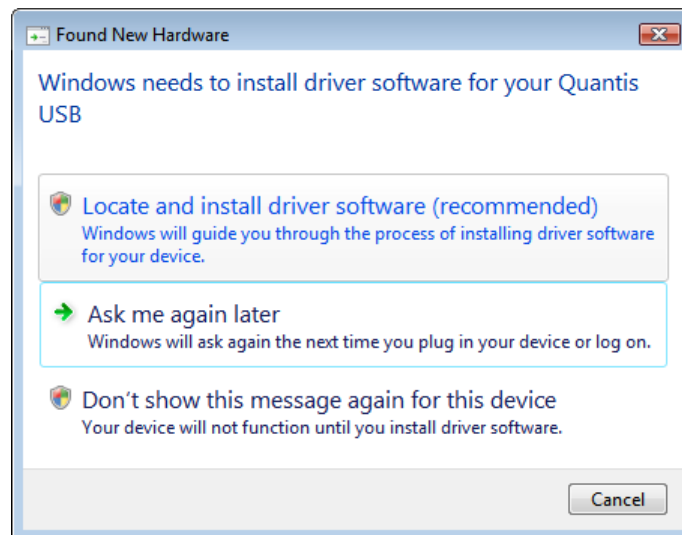 Found New Hardware
Windows needs to install driver software for your Quantis
USB
Locate and install driver software (recommended)
Windows will guide you through the process of installing driver software
for your device.
Ask me again later
Windows will ask again the next time you plug in your device or log on.
Don't show this message again for this device
Your device will not function until you install driver software.
Cancel